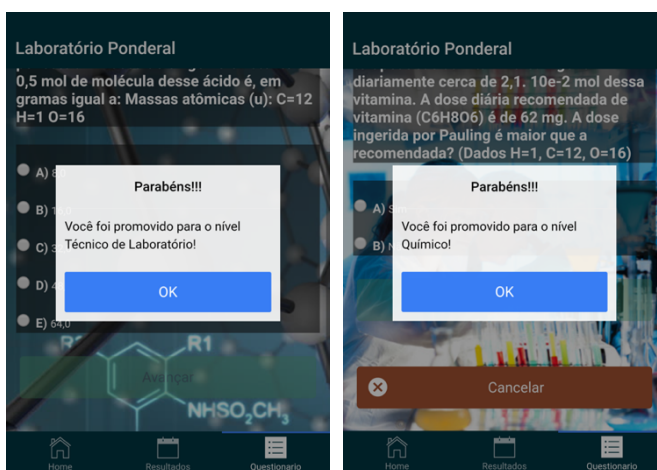 Laboratório Ponderal
0,5 mol de molécula desse ácido é, em
gramas igual a: Massas atômicas (u): C=12
H=1 O=16
A)
B)
C)
D)
E) 64,0
Parabéns!!!
Você foi promovido para o nível
Técnico de Laboratório!
OK
R1
Avançar
NHSO2CH3
Home
Resultados
Questionario
Laboratório Ponderal
diariamente cerca de 2,1. 10e-2 mol dessa
vitamina. A dose diária recomendada de
vitamina (C6H8O6) é de 62 mg. A dose
ingerida por Pauling é maior que a
recomendada? (Dados H=1, C=12, O=16)
A)
B)
Parabéns!!!
Você foi promovido para o nível
Químico!
OK
Cancelar
Home
Resultados
Questionario